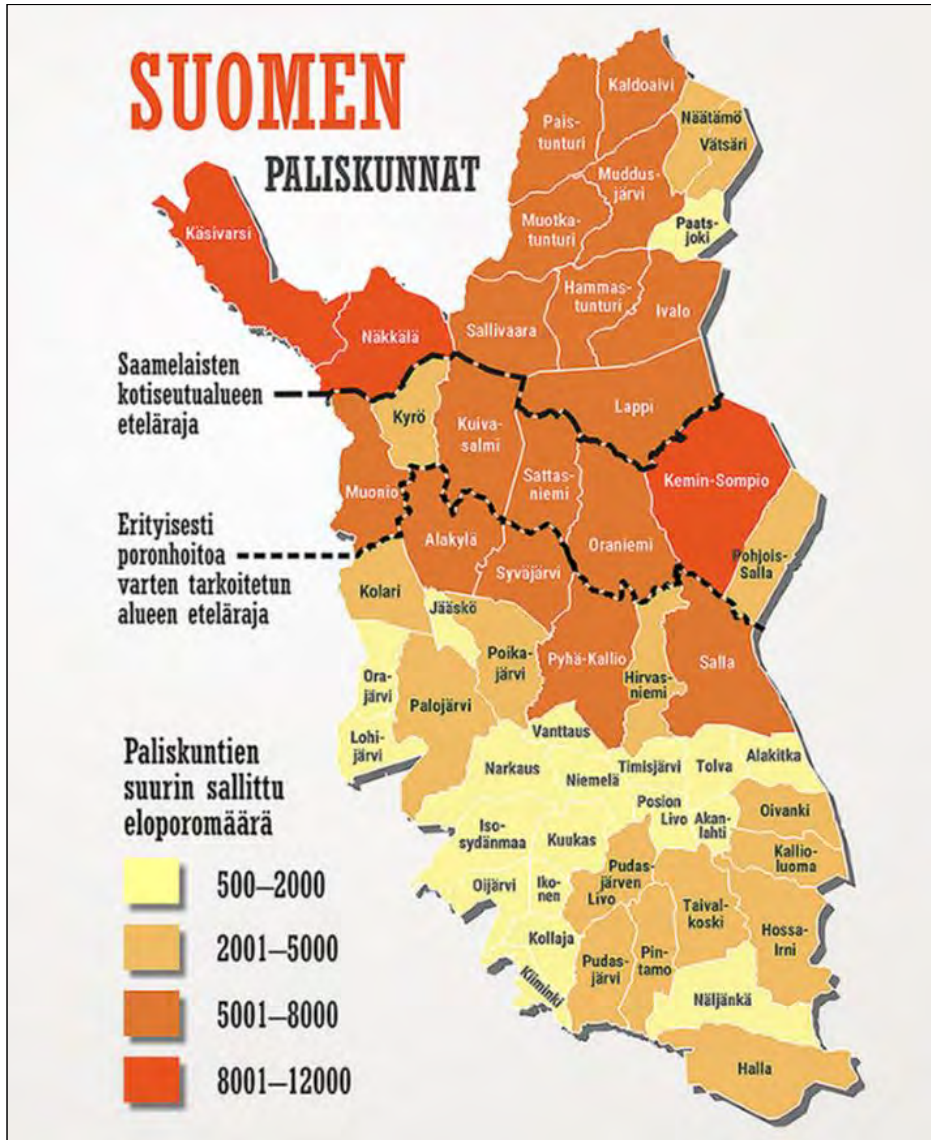 SUOMEN
PALISKUNNAT
Kaldoaivi
Pais-
tunturi
Näätämö
Vätsäri
Muddus-
järvi
Muotka-
tunturi
Paats-
joki
Käsivarsi
Hammas-
tunturi
Ivalo
Sallivaara
Näkkälä
Saamelaisten
kotiseutualueen
eteläraja
Lappi
Kyrö
Kuiva-
salmi
Sattas-
niemi
Kemin-Sompio
Muonio
Oraniemi
Alakylä
Pohjois-
Salla
Erityisesti
poronhoitoa
varten tarkoitetun
alueen eteläraja
Syväjärvi
Kolari
Jääskö
Poika-
järvi
Pyhä-Kallio
Salla
Ora-
järvi
Hirvas-
niemi
Palojärvi
Vanttaus
Lohi-
järvi
Alakitka
Narkaus
Niemelä
Timisjärvi
Tolva
Paliskuntien
suurin sallittu
eloporomäärä
Posion
Livo
Akan-
lahti
Oivanki
Iso-
sydänmaa
Kuukas
Kallio-
luoma
Pudas-
järven
Livo
Oijärvi
Iko-
nen
Taival-
koski
Hossa-
Irni
Kollaja
Pudas-
järvi
Pin-
tamo
Kiiminki
Näljänkä
Halla
500–2000
2001–5000
5001–8000
8001–12000